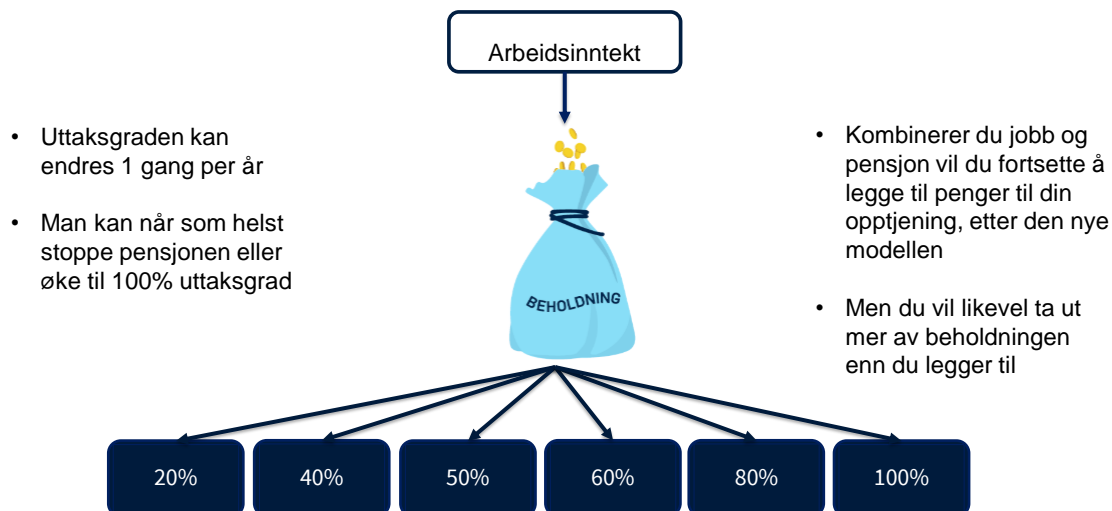 Arbeidsinntekt
• Uttaksgraden kan
endres 1 gang per år
• Man kan når som helst
stoppe pensjonen eller
øke til 100% uttaksgrad
BEHOLDNING
• Kombinerer du jobb og
pensjon vil du fortsette å
legge til penger til din
opptjening, etter den nye
modellen
• Men du vil likevel ta ut
mer av beholdningen
enn du legger til
20%
40%
50%
60%
80%
100%